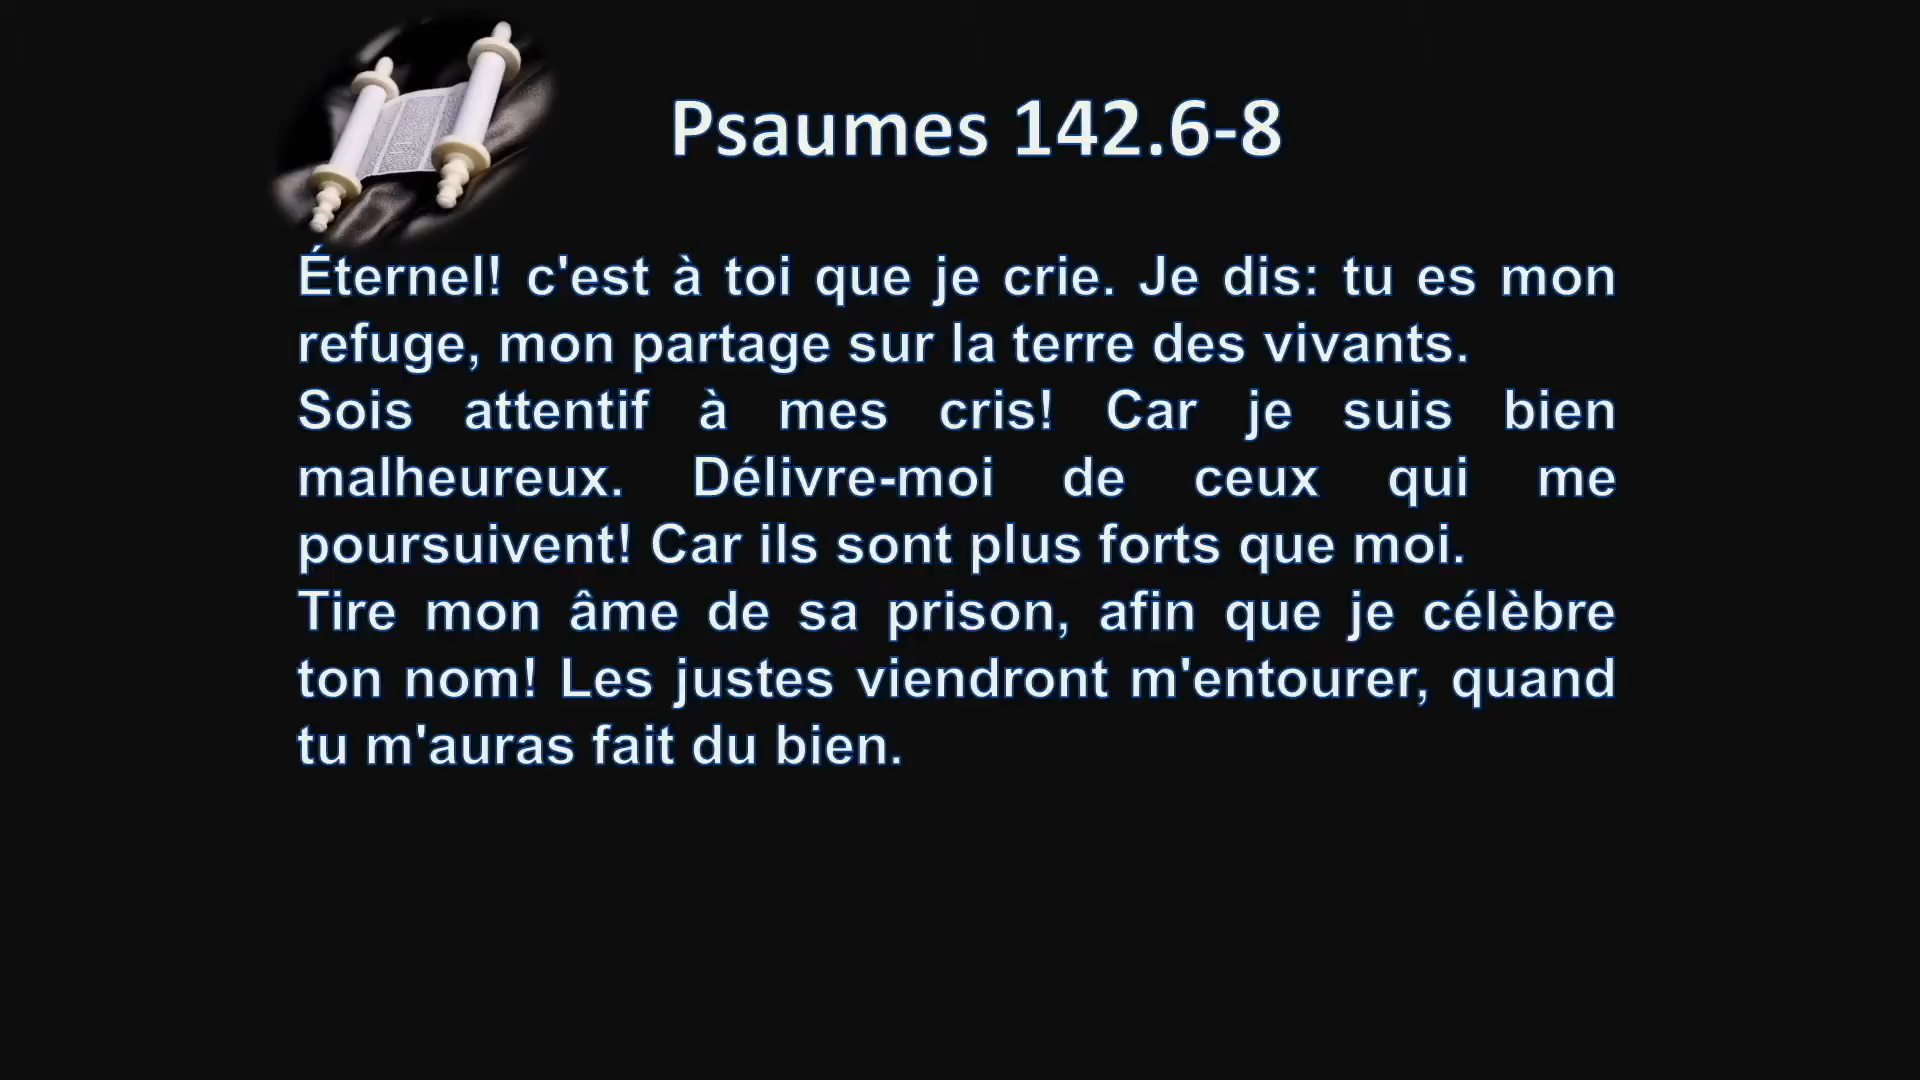 Psaumes 142.6-8
Éternel! c'est à toi que je crie. Je dis: tu es mon
refuge, mon partage sur la terre des vivants.
Sois attentif à mes cris! Car je suis bien
malheureux. Délivre-moi de ceux qui me
poursuivent! Car ils sont plus forts que moi.
Tire mon âme de sa prison, afin que je célèbre
ton nom! Les justes viendront m'entourer, quand
tu m'auras fait du bien.